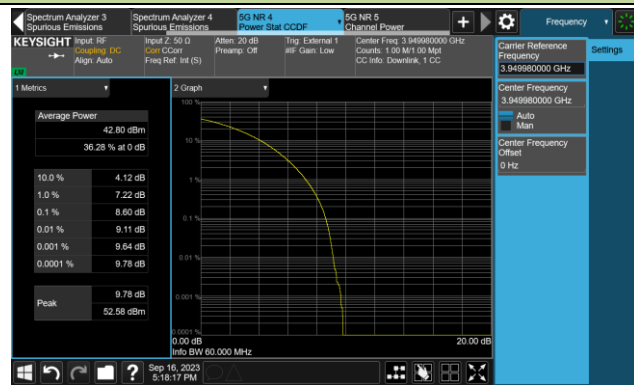 Spectrum Analyzer 3
Spurious Emissions
Spectrum Analyzer 4
Spurious Emissions
5G NR 4
Power Stat CCDF
5G NR 5
Channel Power
Frequency
KEYSIGHT
Input: RF
Coupling: DC
Align: Auto
Input Z: 50 Ω
Corr CCorr
Freq Ref: Int (S)
Atten: 20 dB
Preamp: Off
Trig: External 1
#IF Gain: Low
Center Freq: 3.949980000 GHz
Counts: 1.00 M/1.00 Mpt
CC Info: Downlink, 1 CC
Carrier Reference
Frequency
3.949980000 GHz
Settings
Center Frequency
3.949980000 GHz
Auto
Man
Center Frequency
Offset
0 Hz
1 Metrics
2 Graph
Average Power
42.80 dBm
36.28 % at 0 dB
10.0 % 4.12 dB
1.0 % 7.22 dB
0.1 % 8.60 dB
0.01 % 9.11 dB
0.001 % 9.64 dB
0.0001 % 9.78 dB
Peak
9.78 dB
52.58 dBm
100 %
10 %
1 %
0.1 %
0.01 %
0.001 %
0.0001 %
0.00 dB
20.00 dB
Info BW 60.000 MHz
Sep 16, 2023
5:18:17 PM